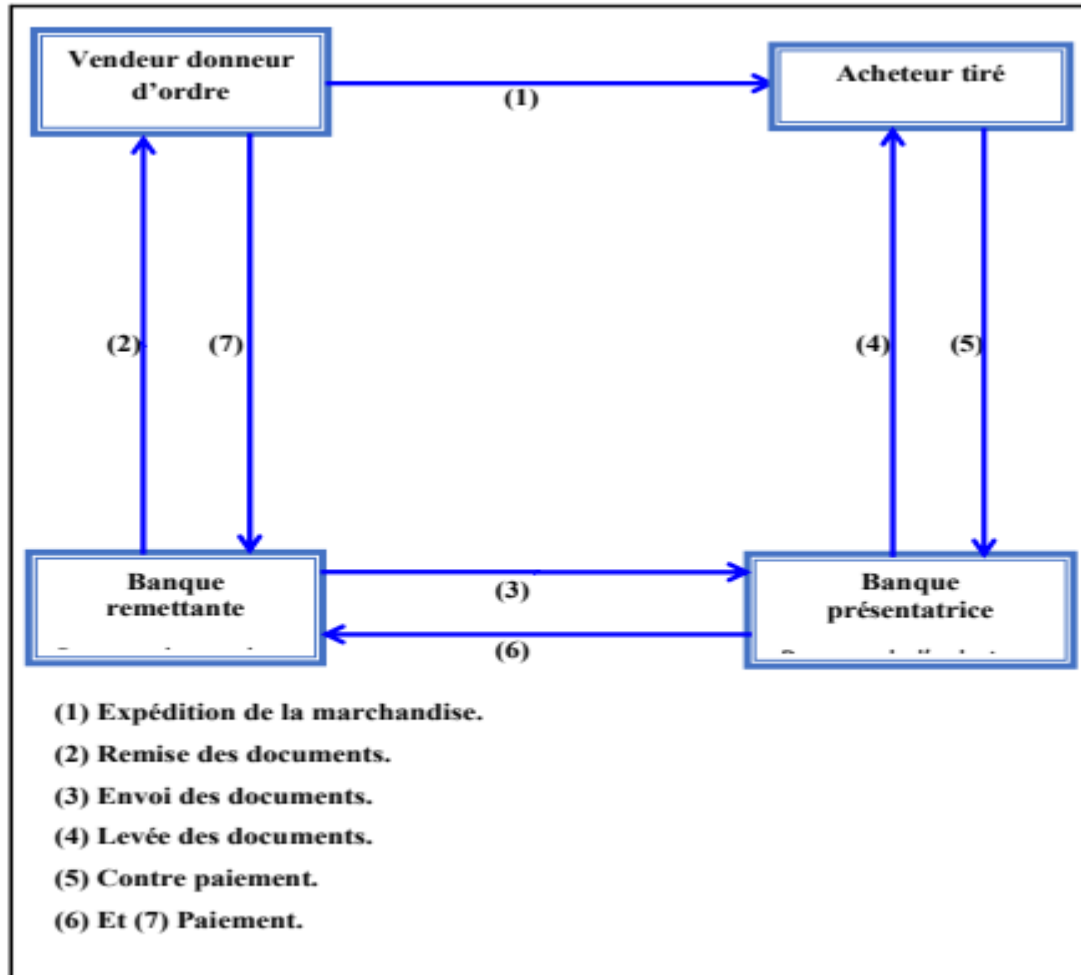 Vendeur donneur
d'ordre
Acheteur tiré
(1)
(2)
(7)
(4)
(5)
Banque
remettante
(3)
Banque
présentatrice
(6)
(1) Expédition de la marchandise.
(2) Remise des documents.
(3) Envoi des documents.
(4) Levée des documents.
(5) Contre paiement.
(6) Et (7) Paiement.